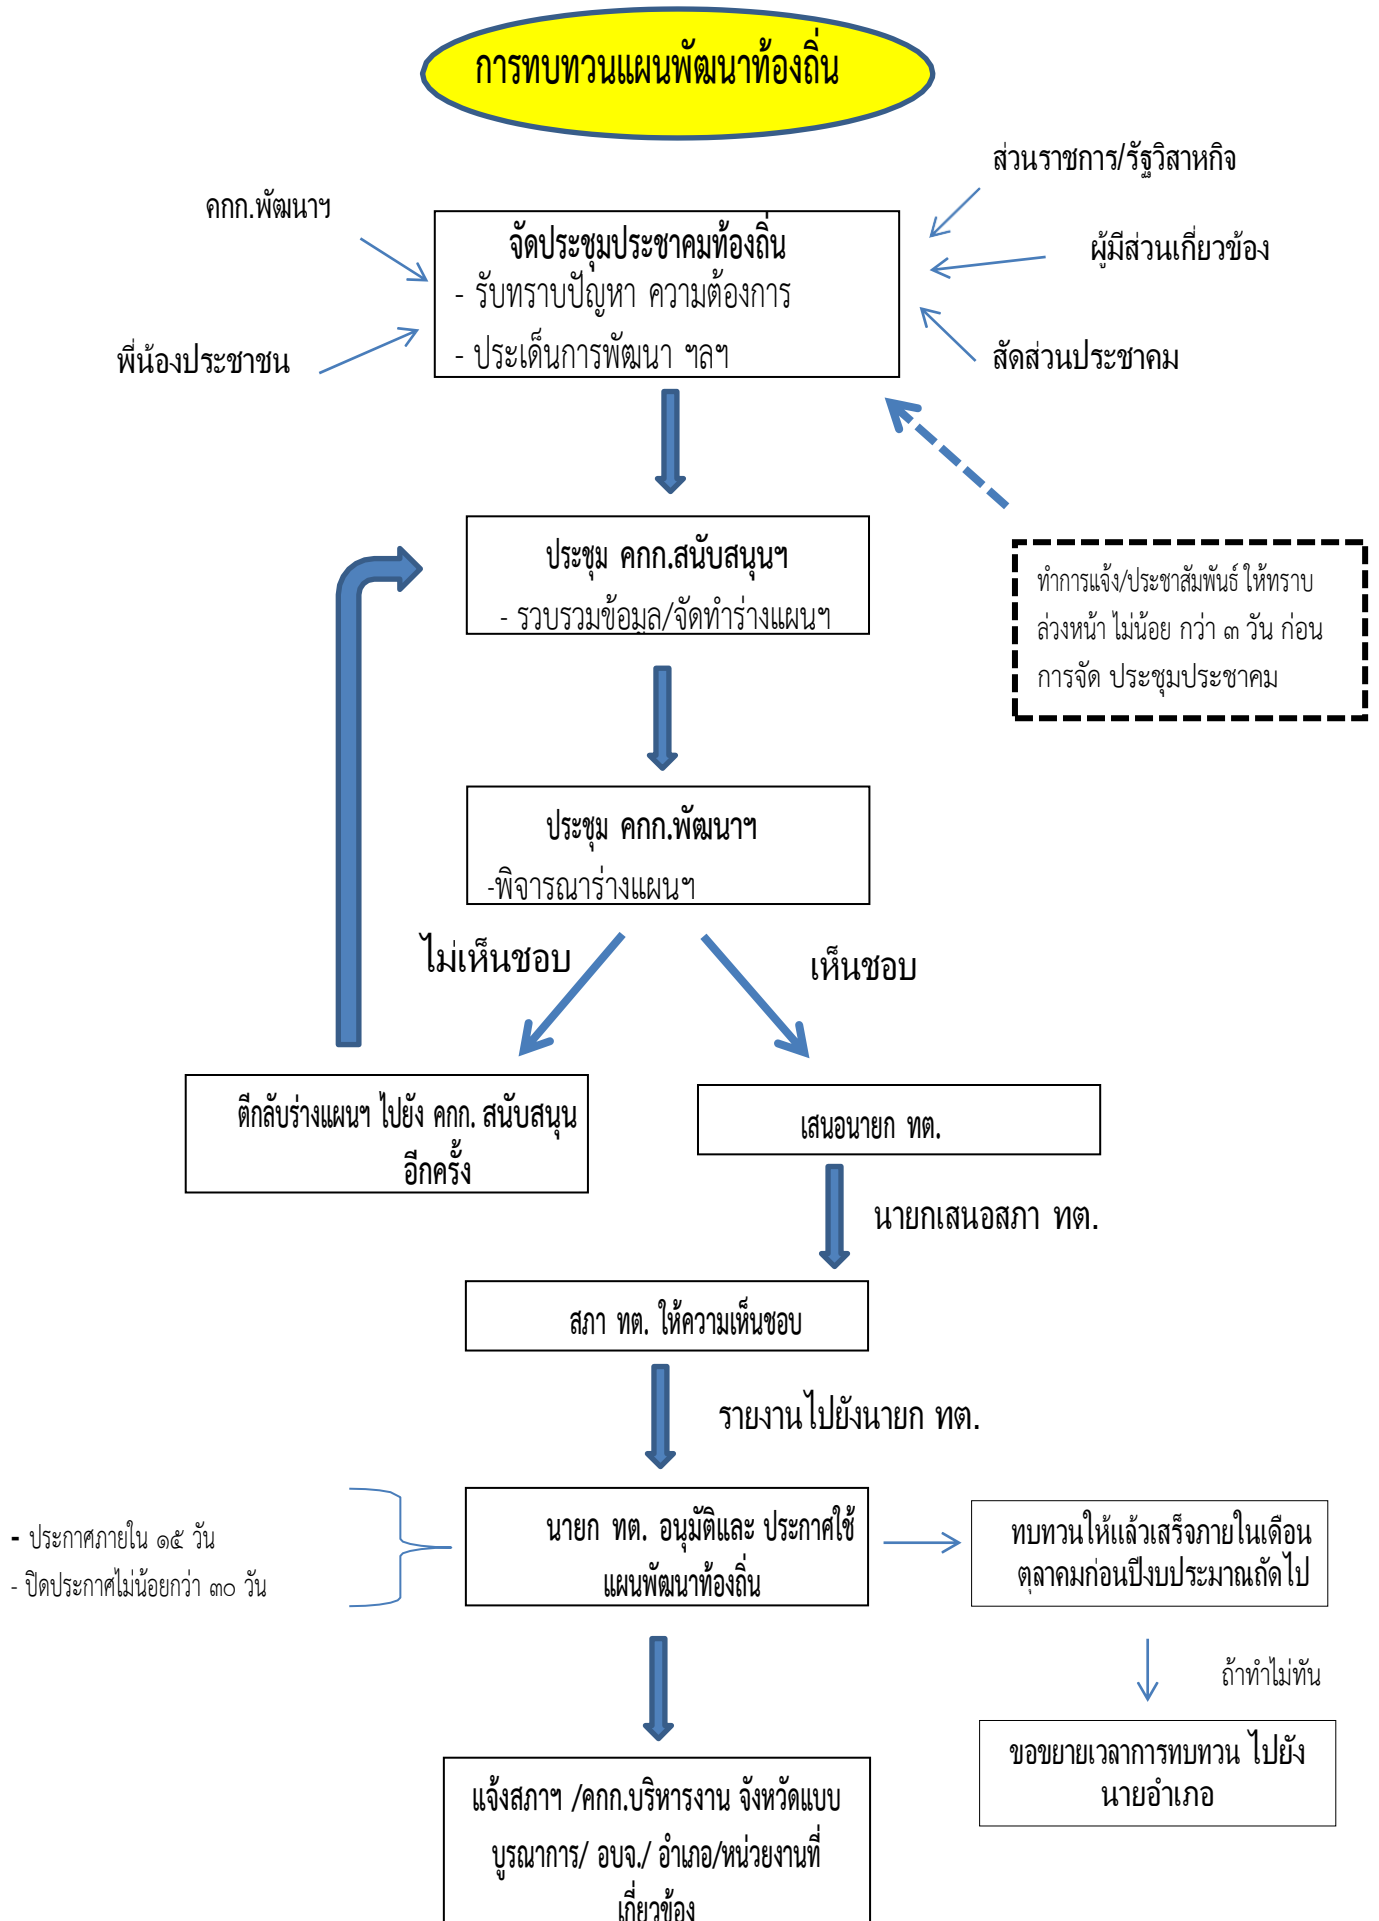 การทบทวนแผนพัฒนาท้องถิ่น
ส่วนราชการ/รัฐวิสาหกิจ
คกก.พัฒนาฯ
จัดประชุมประชาคมท้องถิ่น
ผู้มีส่วนเกี่ยวข้อง
- รับทราบปัญหา ความต้องการ
- ประเด็นการพัฒนา ฯลฯ
พี่น้องประชาชน
สัดส่วนประชาคม
ประชุม คกก.สนับสนุนฯ
- รวบรวมข้อมูล/จัดทำร่างแผนฯ
ทำการแจ้ง/ประชาสัมพันธ์ ให้ทราบ
ล่วงหน้า ไม่น้อย กว่า ๓ วัน ก่อน
การจัด ประชุมประชาคม
ประชุม คกก.พัฒนาฯ
-พิจารณาร่างแผนฯ
ไม่เห็นชอบ
เห็นชอบ
ตีกลับร่างแผนฯ ไปยัง คกก. สนับสนุน
อีกครั้ง
เสนอนายก ทต.
นายกเสนอสภา ทต.
สภา ทต. ให้ความเห็นชอบ
รายงานไปยังนายก ทต.
- ประกาศภายใน ๑๕ วัน
- ปิดประกาศไม่น้อยกว่า ๓๐ วัน
นายก ทต. อนุมัติและ ประกาศใช้
แผนพัฒนาท้องถิ่น
ทบทวนให้แล้วเสร็จภายในเดือน
ตุลาคมก่อนปีงบประมาณถัดไป
ถ้าทำไม่ทัน
ขอขยายเวลาการทบทวน ไปยัง
นายอำเภอ
แจ้งสภาฯ /คกก.บริหารงาน จังหวัดแบบ
บูรณาการ/ อบจ./ อำเภอ/หน่วยงานที่
เกี่ยวข้อง